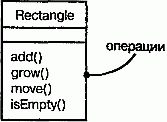 Rectangle
операции
add()
grow()
move()
isEmpty()